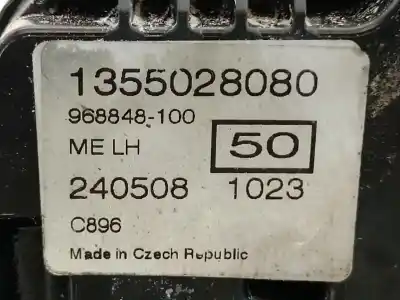 1355028080
968848-100
ME LH 50
240508 1023
C896
Made in Czech Republic